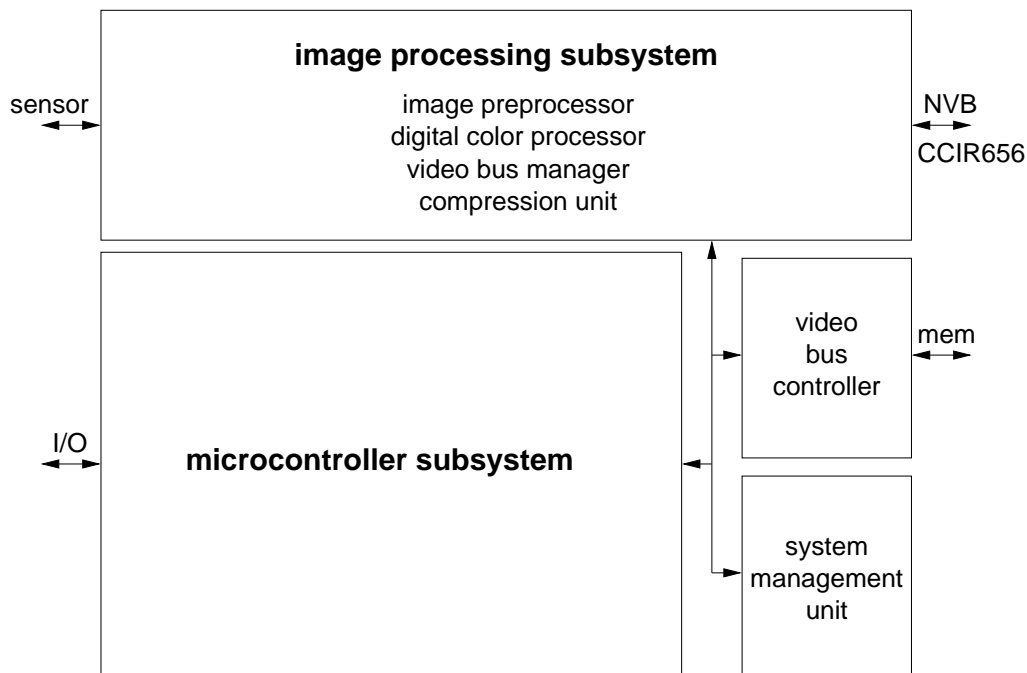 image processing subsystem
image preprocessor
digital color processor
video bus manager
compression unit
sensor
NVB
CCIR656
video
bus
controller
mem
I/O
microcontroller subsystem
system
management
unit